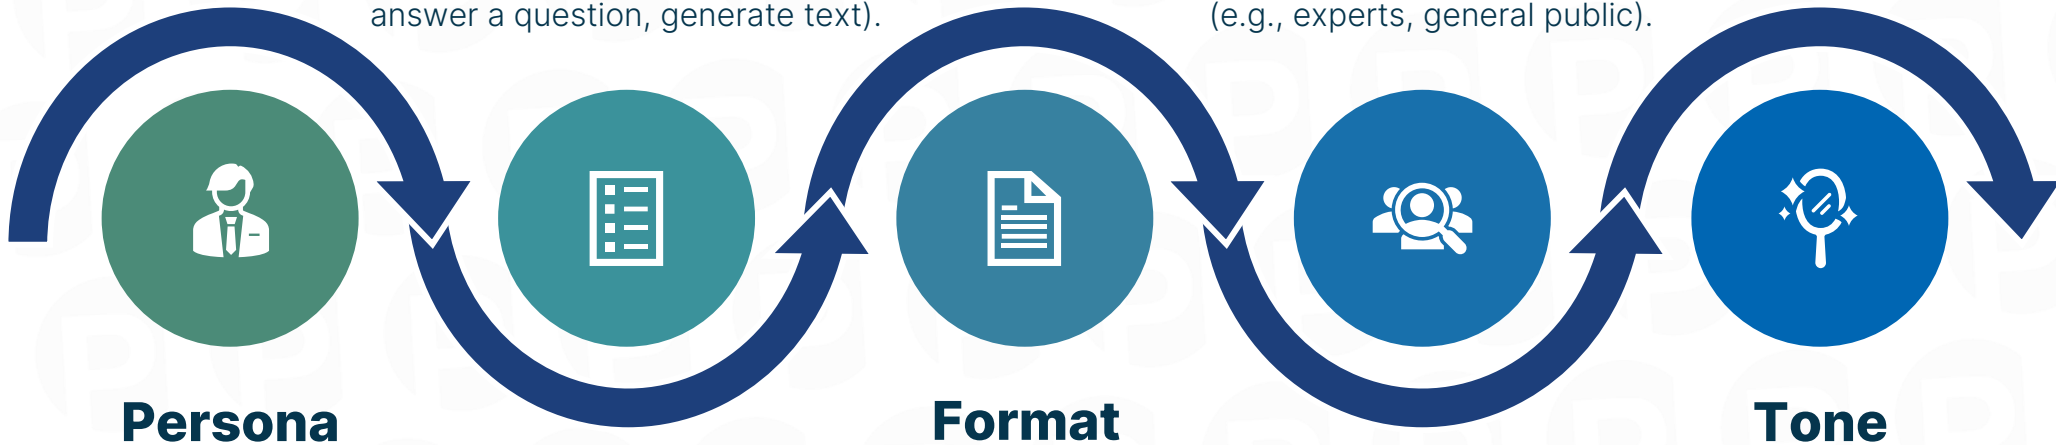 answer a question, generate text).
(e.g., experts, general public).
Persona
Format
Tone